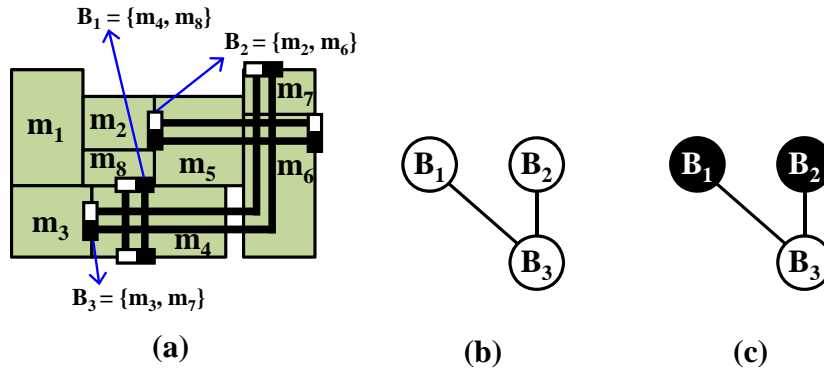 B₁ = {m₄, m₈}
B₂ = {m₂, m₆}
m₇
m₁
m₂
m₈
m₅
m₆
m₃
m₄
B₃ = {m₃, m₇}
(a)
B₁
B₂
B₃
(b)
B₁
B₂
B₃
(c)